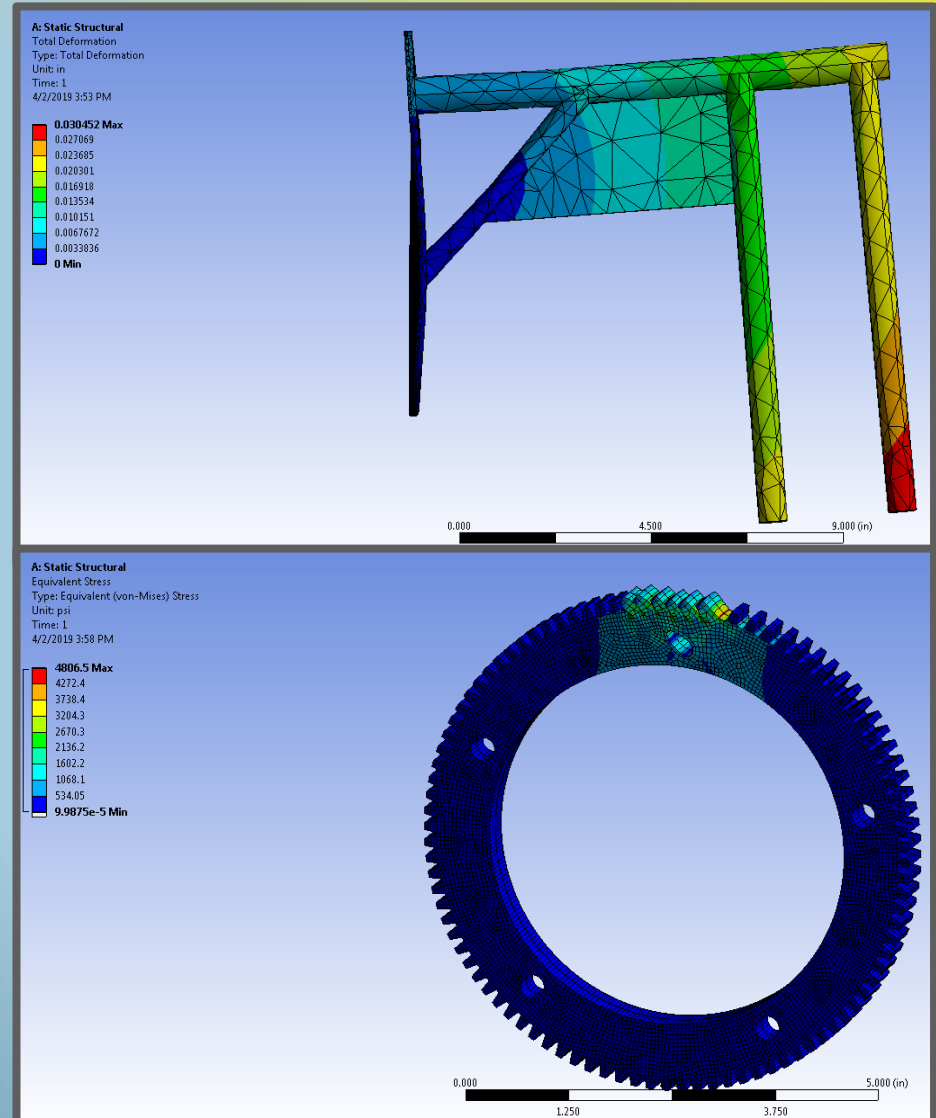 A: Static Structural
Total Deformation
Type: Total Deformation
Unit: in
Time: 1
4/2/2019 3:53 PM
0.030452 Max
0.027069
0.023685
0.020301
0.016918
0.013534
0.010151
0.0067672
0.0033836
0 Min
0.000 4.500 9.000 (in)
A: Static Structural
Equivalent Stress
Type: Equivalent (von-Mises) Stress
Unit: psi
Time: 1
4/2/2019 3:58 PM
4806.5 Max
4272.4
3738.4
3204.3
2670.3
2136.2
1602.2
1068.1
534.05
9.9875e-5 Min
0.000 5.000 (in)
1.250 3.750